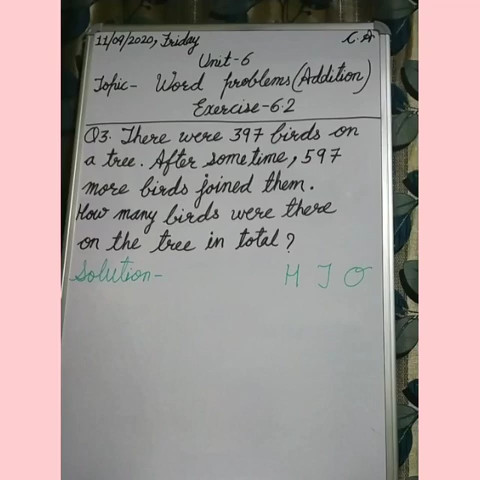 11/09/2020, Friday C.A
Unit-6
Topic- Word problems (Addition)
Exercise-6.2
Q3. There were 397 birds on
a tree. After sometime, 597
more birds joined them.
How many birds were there
on the tree in total?
Solution- H T O